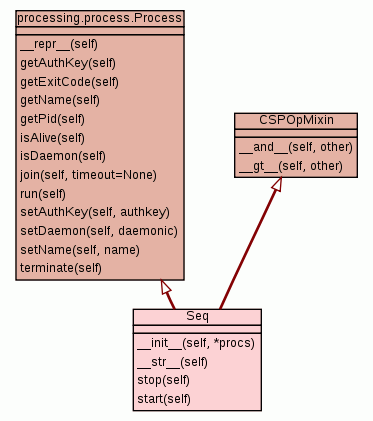 processing.process.Process
__repr__(self)
getAuthKey(self)
getExitCode(self)
getName(self)
getPid(self)
isAlive(self)
isDaemon(self)
join(self, timeout=None)
run(self)
setAuthKey(self, authkey)
setDaemon(self, daemonic)
setName(self, name)
terminate(self)
CSPOpMixin
__and__(self, other)
__gt__(self, other)
Seq
__init__(self, *procs)
__str__(self)
stop(self)
start(self)